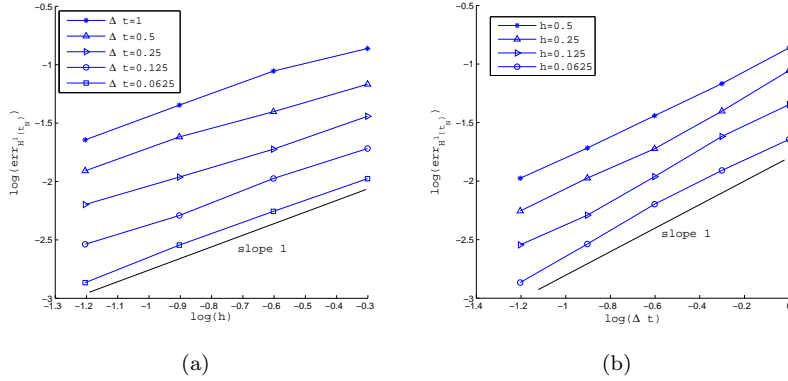 -0.5
-1
-1.5
-2
-2.5
-3
-1.3 -1.2 -1.1 -1 -0.9 -0.8 -0.7 -0.6 -0.5 -0.4 -0.3
log(h)
log(err_{H^1(t_N)})
Δ t=1
Δ t=0.5
Δ t=0.25
Δ t=0.125
Δ t=0.0625
slope 1
(a)
-0.5
-1
-1.5
-2
-2.5
-3
-1.4 -1.2 -1 -0.8 -0.6 -0.4 -0.2 0
log(Δ t)
log(err_{H^1(t_N)})
h=0.5
h=0.25
h=0.125
h=0.0625
slope 1
(b)